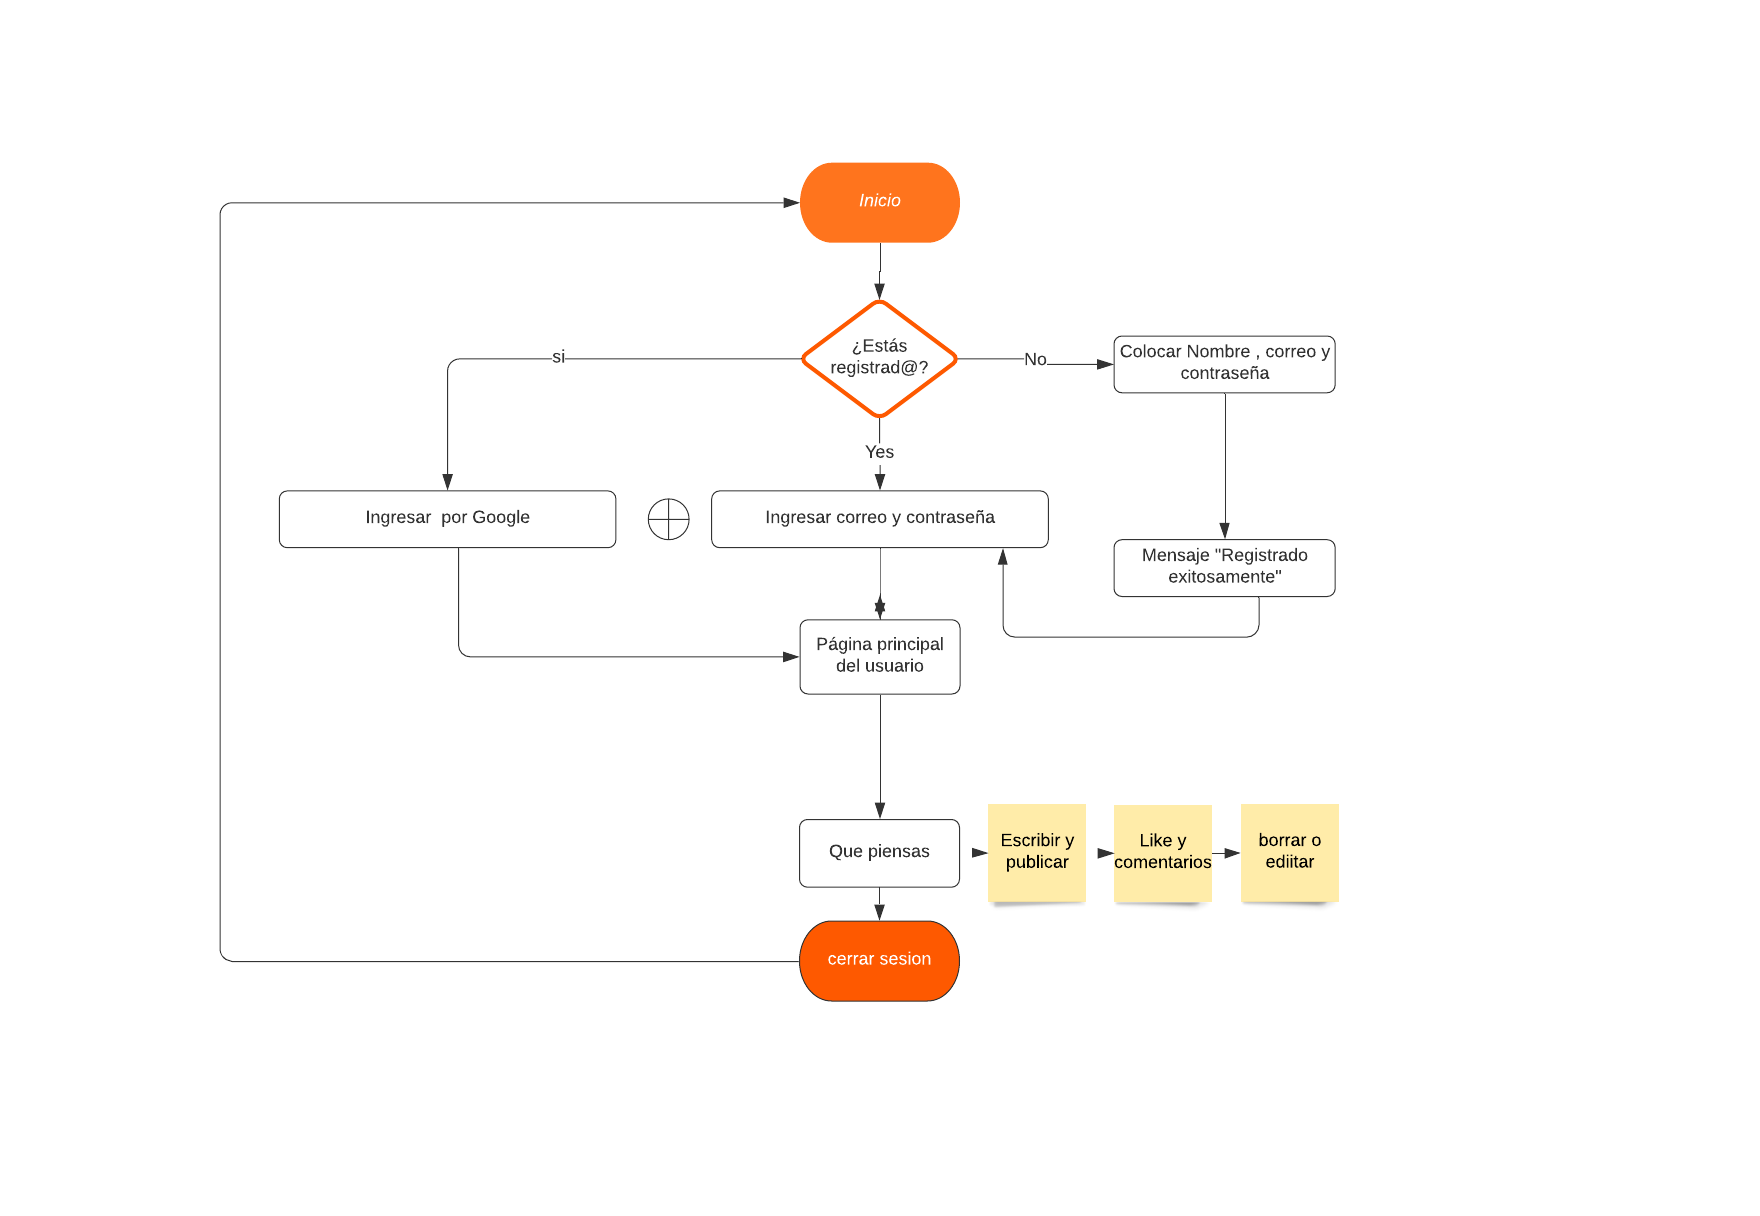 Inicio
¿Estás
registrad@?
si
No
Colocar Nombre , correo y
contraseña
Yes
Ingresar  por Google
Ingresar correo y contraseña
Mensaje "Registrado
exitosamente"
Página principal
del usuario
Que piensas
Escribir y
publicar
Like y
comentarios
borrar o
ediitar
cerrar sesion